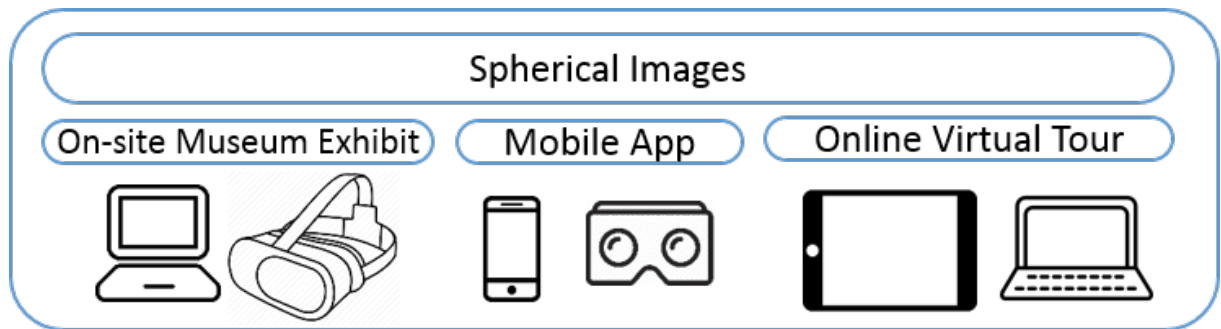 Spherical Images
On-site Museum Exhibit
Mobile App
Online Virtual Tour